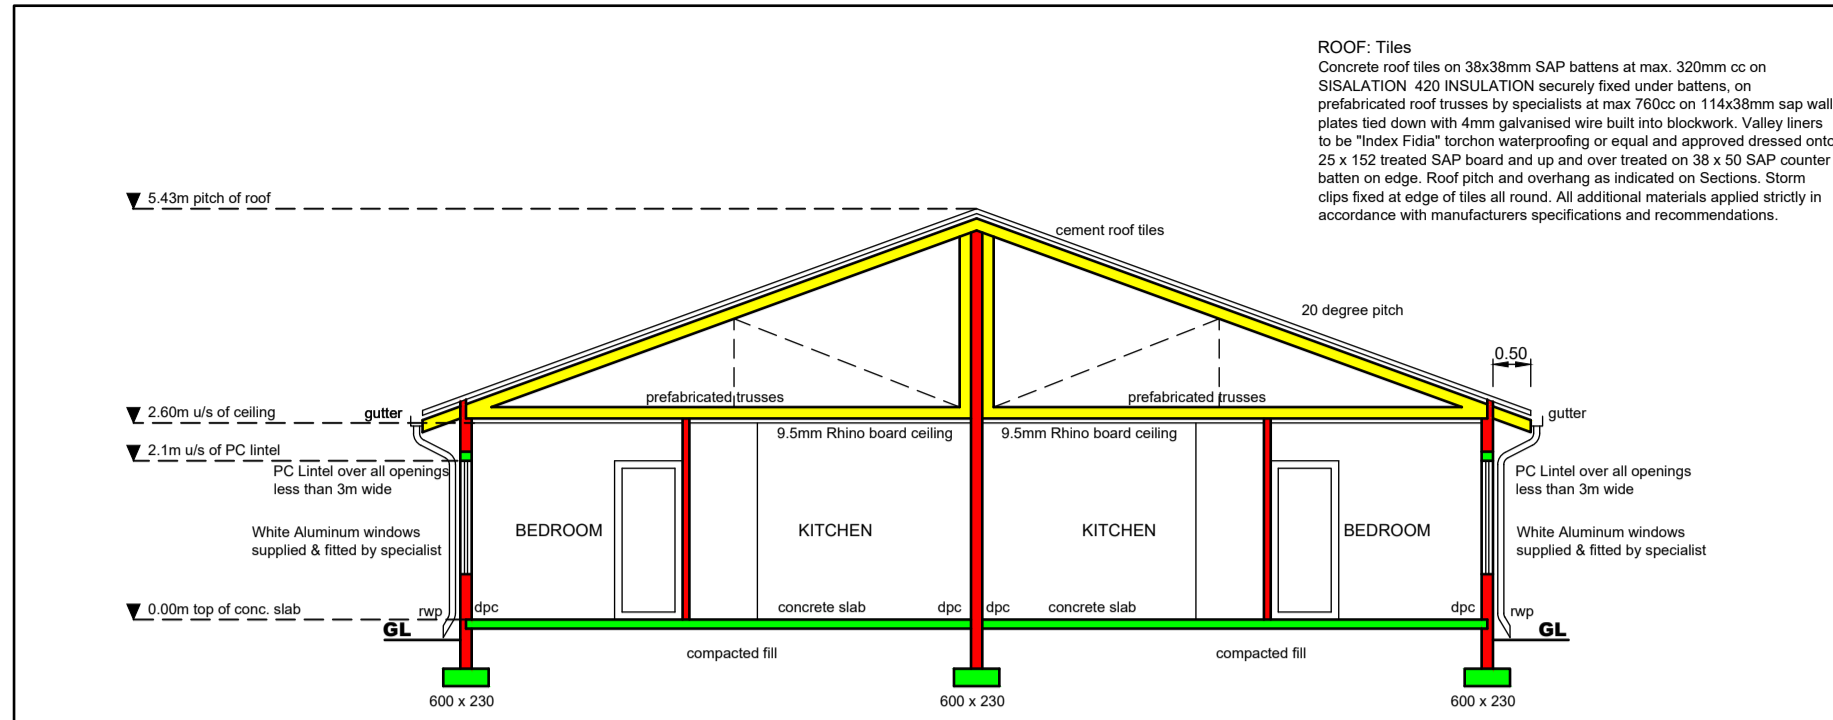 ROOF: Tiles
Concrete roof tiles on 38x38mm SAP battens at max. 320mm cc on
SISALATION 420 INSULATION securely fixed under battens, on
prefabricated roof trusses by specialists at max 760cc on 114x38mm sap wall
plates tied down with 4mm galvanised wire built into blockwork. Valley liners
to be "Index Fidia" torchon waterproofing or equal and approved dressed onto
25 x 152 treated SAP board and up and over treated on 38 x 50 SAP counter
batten on edge. Roof pitch and overhang as indicated on Sections. Storm
clips fixed at edge of tiles all round. All additional materials applied strictly in
accordance with manufacturers specifications and recommendations.
5.43m pitch of roof
cement roof tiles
20 degree pitch
0.50
prefabricated trusses
prefabricated trusses
2.60m u/s of ceiling
gutter
gutter
9.5mm Rhino board ceiling
9.5mm Rhino board ceiling
2.1m u/s of PC lintel
PC Lintel over all openings
less than 3m wide
PC Lintel over all openings
less than 3m wide
White Aluminum windows
supplied & fitted by specialist
BEDROOM
KITCHEN
KITCHEN
BEDROOM
White Aluminum windows
supplied & fitted by specialist
0.00m top of conc. slab
rwp
dpc
concrete slab
dpc
dpc
concrete slab
dpc
rwp
GL
GL
compacted fill
compacted fill
600 x 230
600 x 230
600 x 230